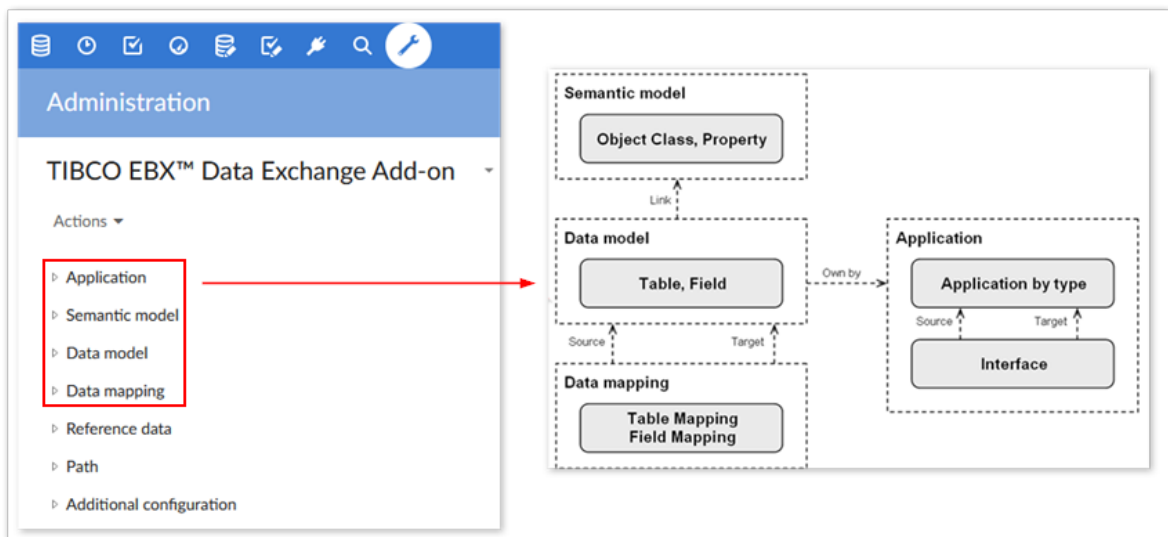 Administration
TIBCO EBX™ Data Exchange Add-on
Actions
Application
Semantic model
Data model
Data mapping
Reference data
Path
Additional configuration
Semantic model
Object Class, Property
Link
Data model
Table, Field
Own by
Application
Application by type
Source
Target
Interface
Source
Target
Data mapping
Table Mapping
Field Mapping